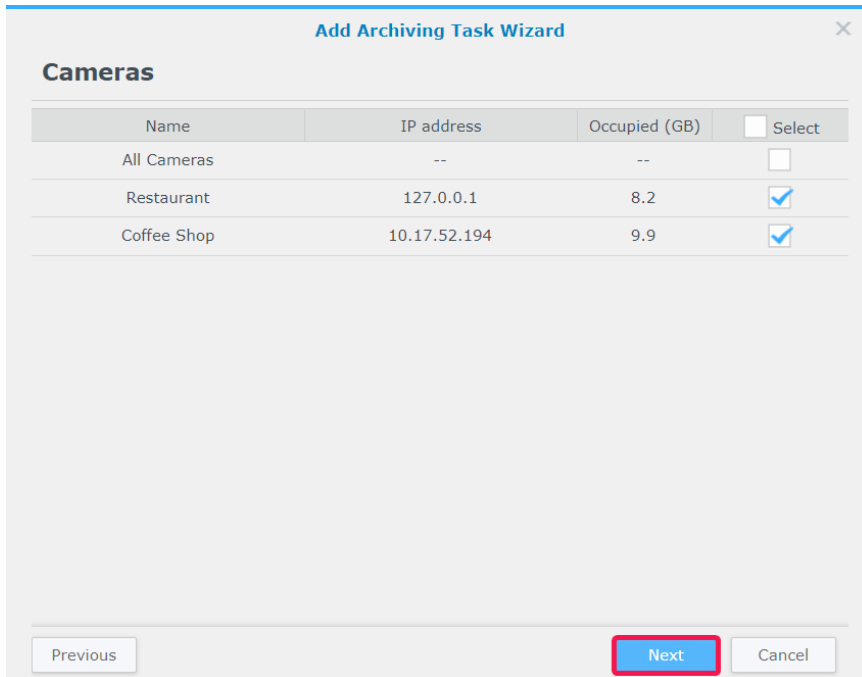 Add Archiving Task Wizard
Cameras
Name IP address Occupied (GB) Select
All Cameras -- --
Restaurant 127.0.0.1 8.2
Coffee Shop 10.17.52.194 9.9
Previous Next Cancel